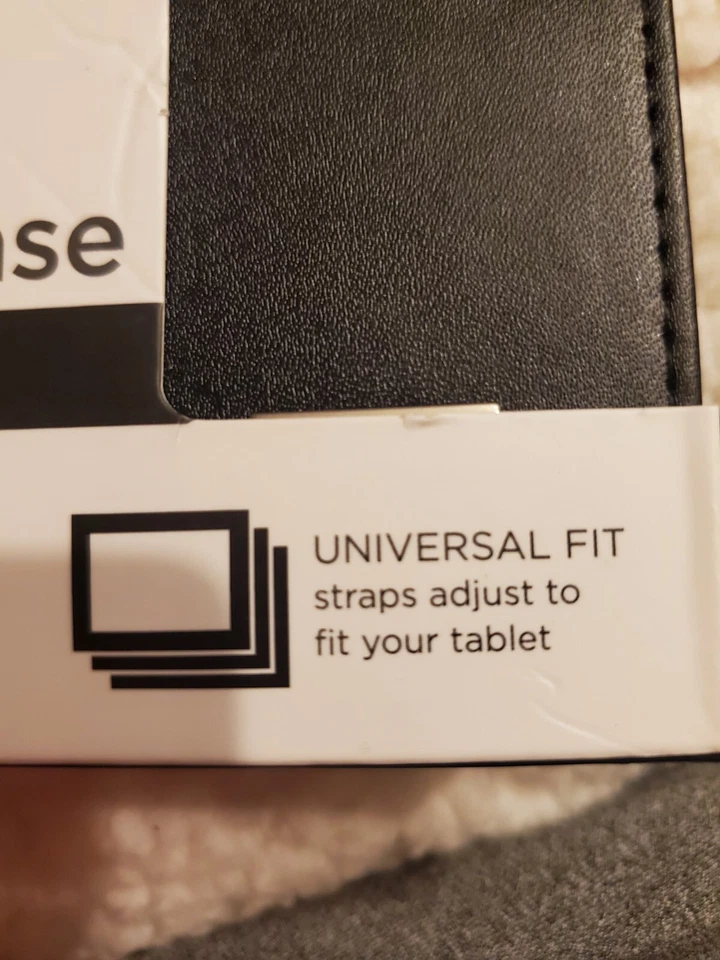 UNIVERSAL FIT
straps adjust to
fit your tablet